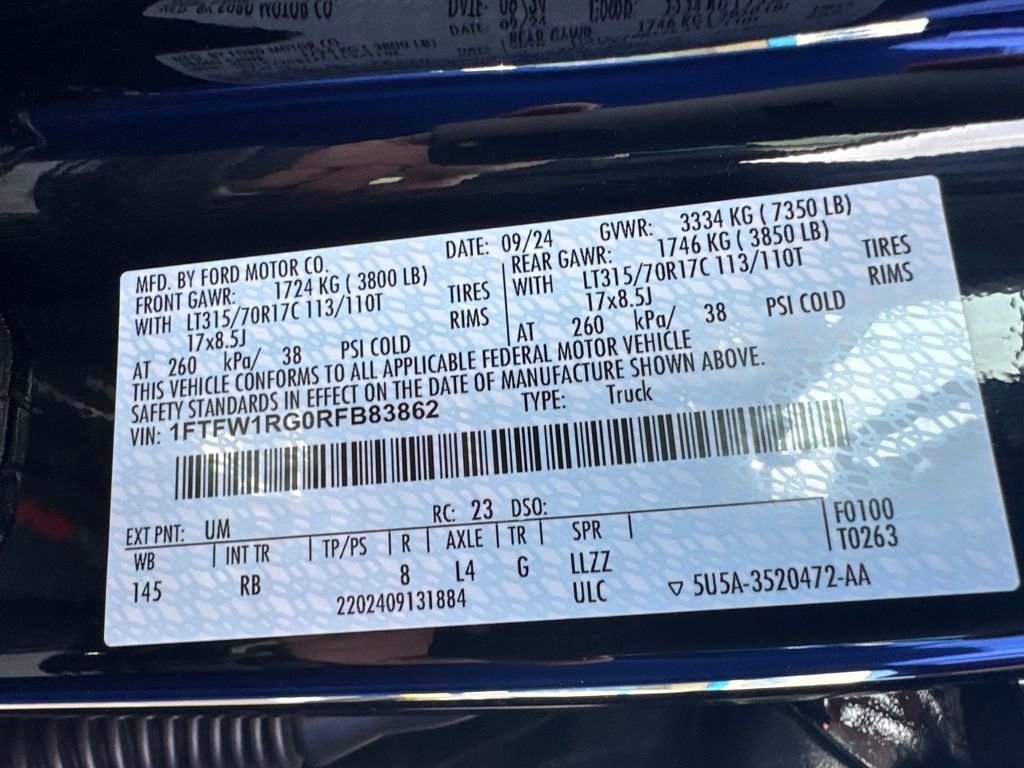 MFD. BY FORD MOTOR CO. DATE: 09/24 GVWR: 3334 KG ( 7350 LB)
FRONT GAWR: 1724 KG ( 3800 LB) REAR GAWR: 1746 KG ( 3850 LB)
WITH LT315/70R17C 113/110T TIRES WITH LT315/70R17C 113/110T TIRES
17x8.5J RIMS 17x8.5J RIMS
AT 260 kPa/ 38 PSI COLD AT 260 kPa/ 38 PSI COLD
THIS VEHICLE CONFORMS TO ALL APPLICABLE FEDERAL MOTOR VEHICLE
SAFETY STANDARDS IN EFFECT ON THE DATE OF MANUFACTURE SHOWN ABOVE.
VIN: 1FTFW1RG0RFB83862 TYPE: Truck
EXT PNT: UM RC: 23 DSO: F0100
WB INT TR TP/PS R AXLE TR SPR T0263
145 RB 8 L4 G LLZZ
2202409131884 ULC ▽ 5U5A-3520472-AA